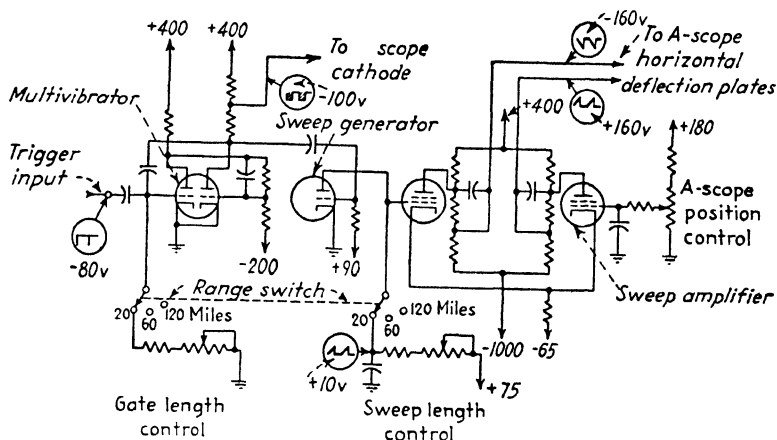 +400
+400
To scope
cathode
-100v
Multivibrator
Sweep generator
Trigger
input
-80v
-200
+90
Range switch
20
60
120 Miles
20
60
120 Miles
+10v
+75
Gate length
control
Sweep length
control
-160v
To A-scope
horizontal
deflection plates
+400
+160v
+180
A-scope
position
control
Sweep amplifier
-1000
-65